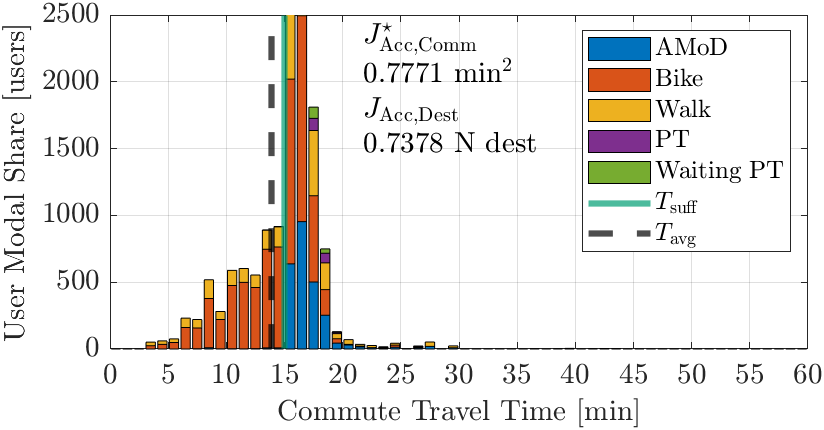 2500
2000
1500
1000
500
0
User Modal Share [users]
J⋆Acc,Comm
0.7771 min²
JAcc,Dest
0.7378 N dest
AMoD
Bike
Walk
PT
Waiting PT
Tsuff
Tavg
0 5 10 15 20 25 30 35 40 45 50 55 60
Commute Travel Time [min]